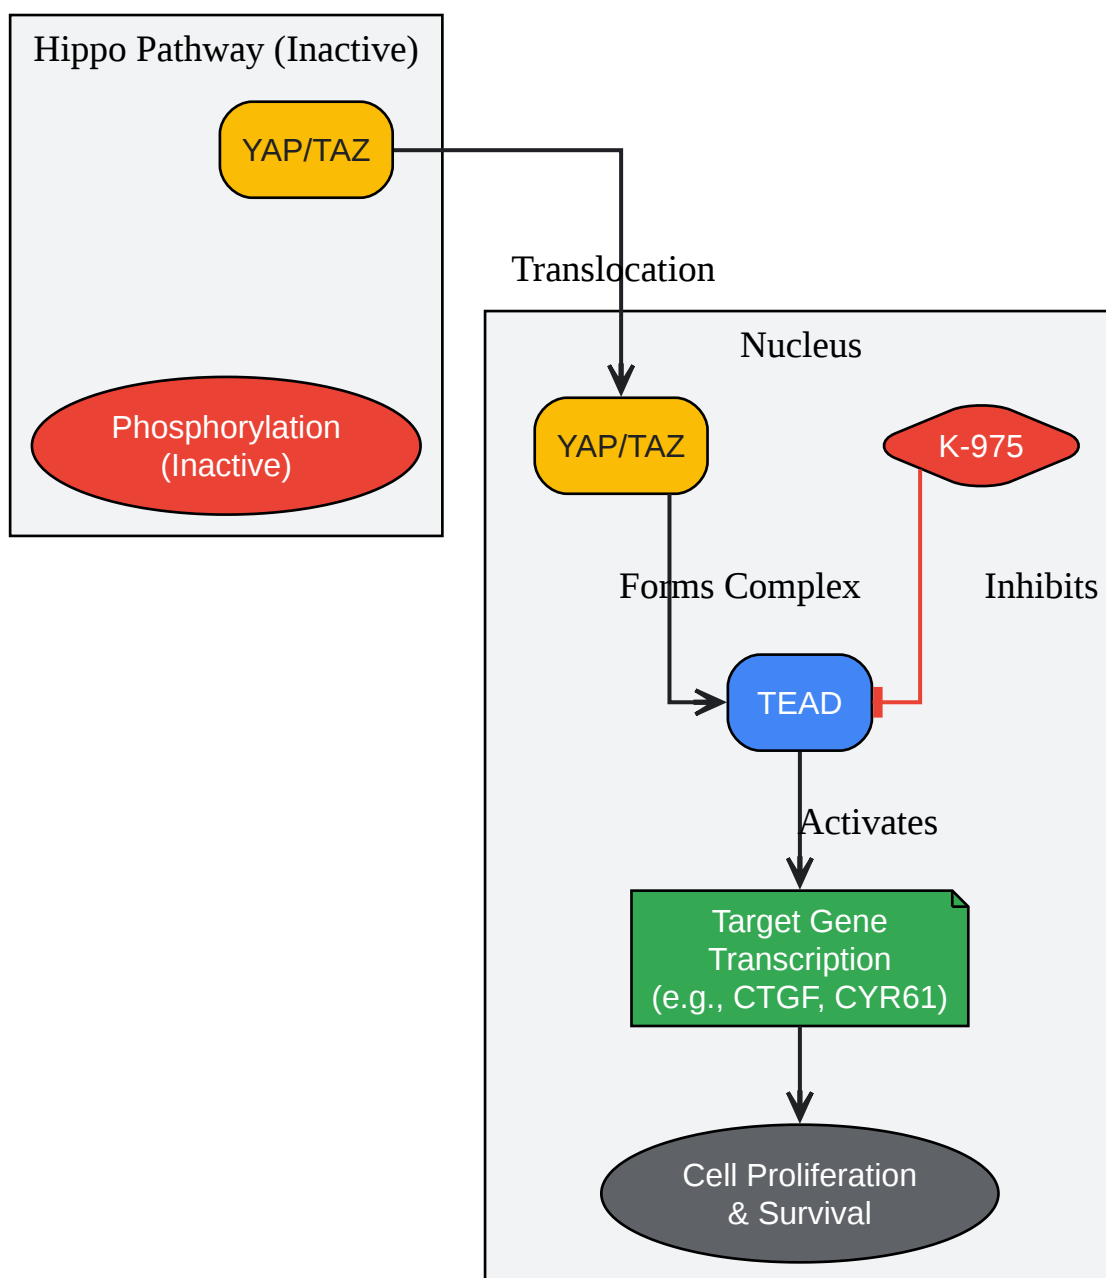 Hippo Pathway (Inactive)
YAP/TAZ
Translocation
Phosphorylation
(Inactive)
Nucleus
YAP/TAZ
K-975
Forms Complex
Inhibits
TEAD
Activates
Target Gene
Transcription
(e.g., CTGF, CYR61)
Cell Proliferation
& Survival